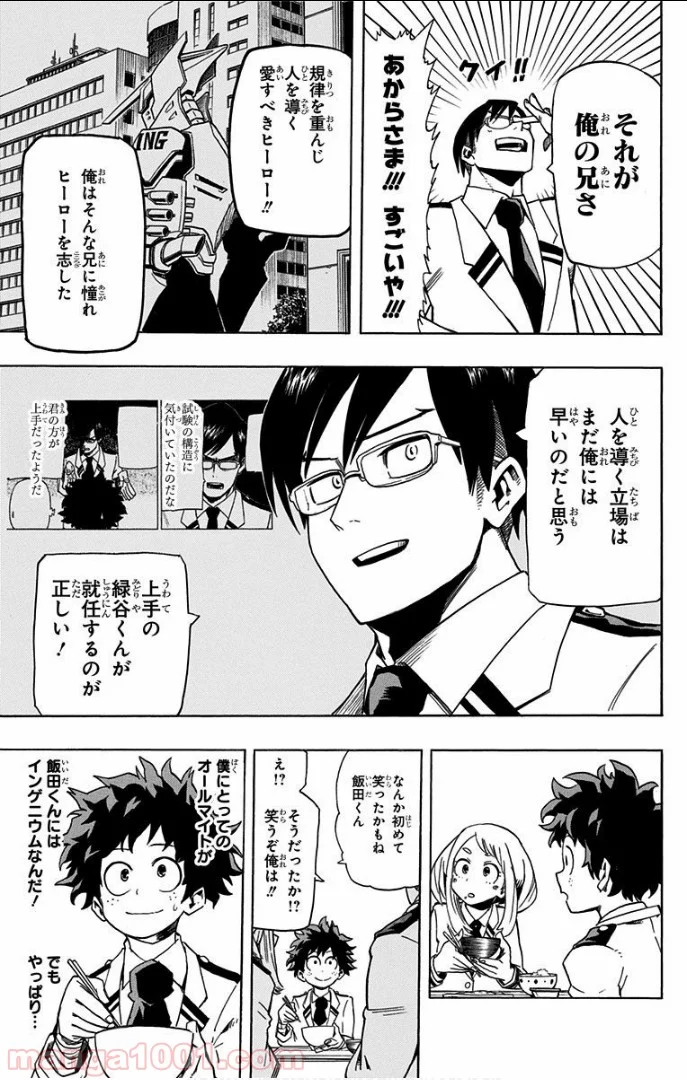 それが
俺の兄さ
クイ!!
あからさま!!! すごいや!!!
規律を重んじ
人を導く
愛すべきヒーロー!!
俺はそんな兄に憧れ
ヒーローを志した
ING
人を導く立場は
まだ俺には
早いのだと思う
試験の構造に
気付いていたのだな
君の方が
上手だったようだ
上手の
緑谷くんが
就任するのが
正しい!
なんか初めて
笑ったかもね
飯田くん
え!? そうだったか!?
笑うぞ俺は!!
僕にとっての
オールマイトが
飯田くんには
インゲニウムなんだ!
でも
やっぱり…
manga1001.com